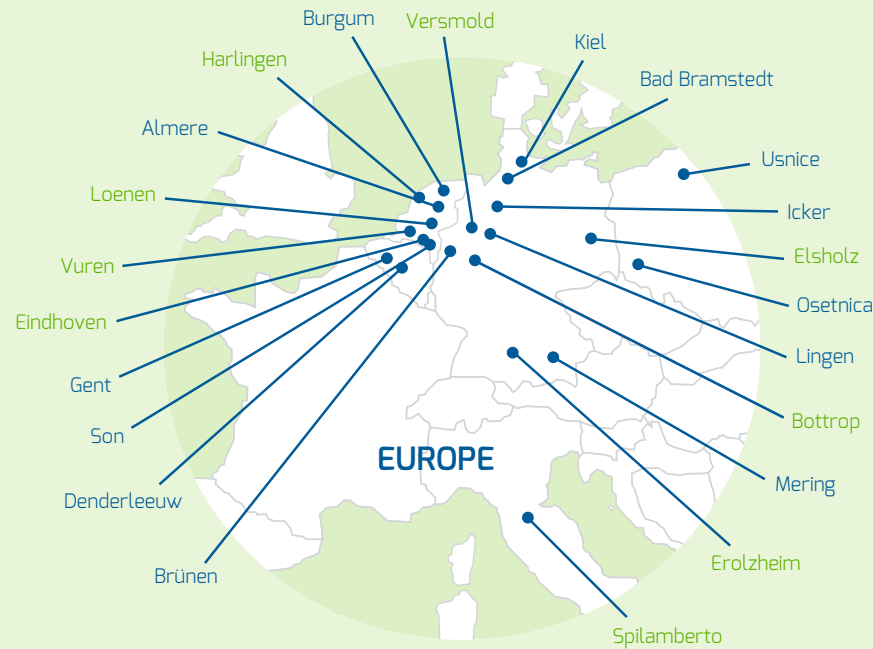 Burgum
Versmold
Kiel
Harlingen
Bad Bramstedt
Almere
Usnice
Loenen
Icker
Vuren
Elsholz
Osetnica
Eindhoven
Lingen
Gent
Bottrop
Son
EUROPE
Mering
Denderleeuw
Brünen
Erolzheim
Spilamberto